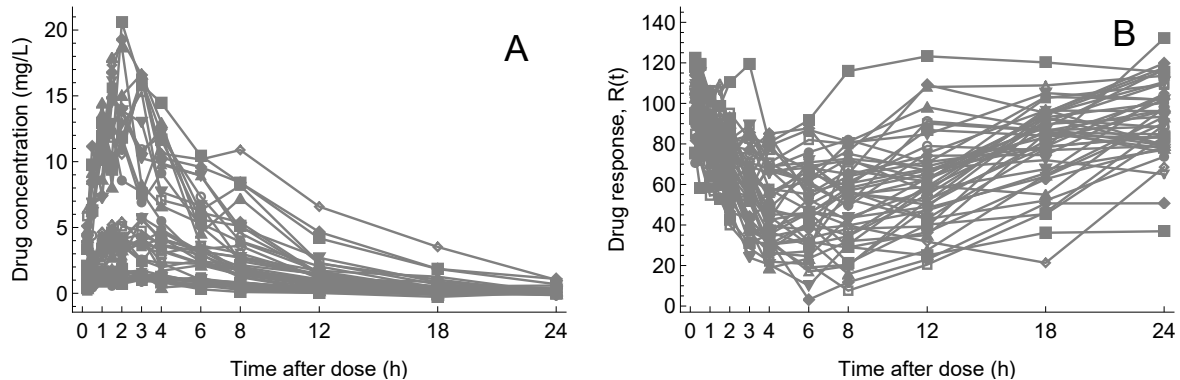 A
Drug concentration (mg/L)
20
15
10
5
0
0 1 2 3 4 6 8 12 18 24
Time after dose (h)
B
Drug response, R(t)
140
120
100
80
60
40
20
0
0 1 2 3 4 6 8 12 18 24
Time after dose (h)